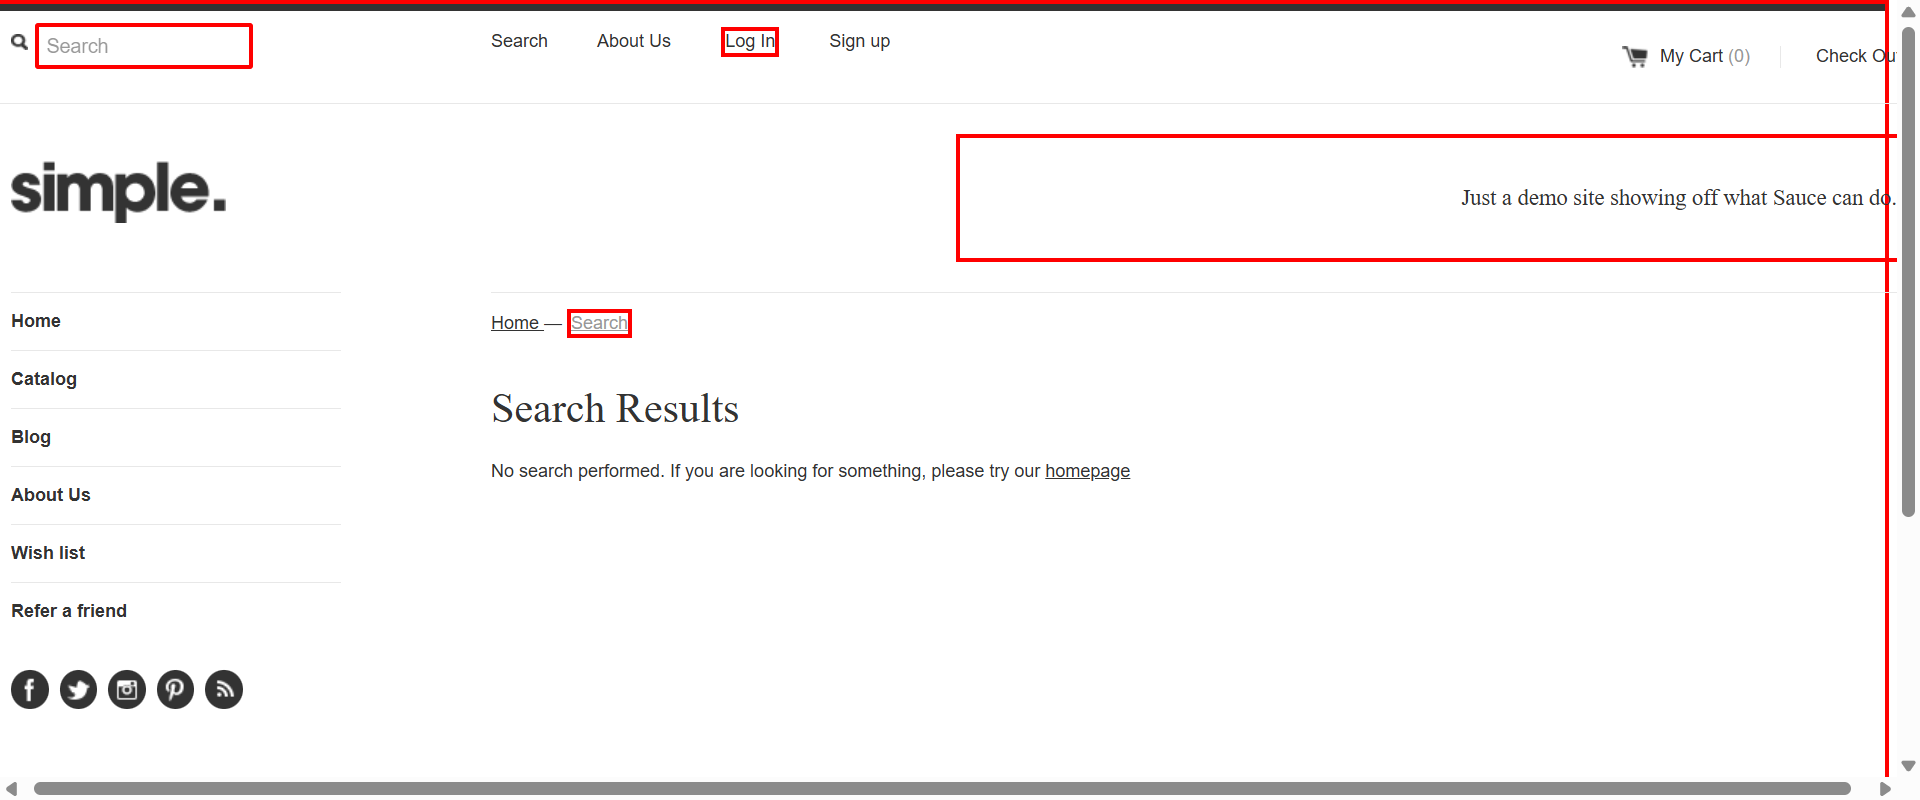 Search
Search
About Us
Log In
Sign up
My Cart (0)
Check Ou
simple.
Just a demo site showing off what Sauce can do.
Home
Catalog
Blog
About Us
Wish list
Refer a friend
Home — Search
Search Results
No search performed. If you are looking for something, please try our homepage